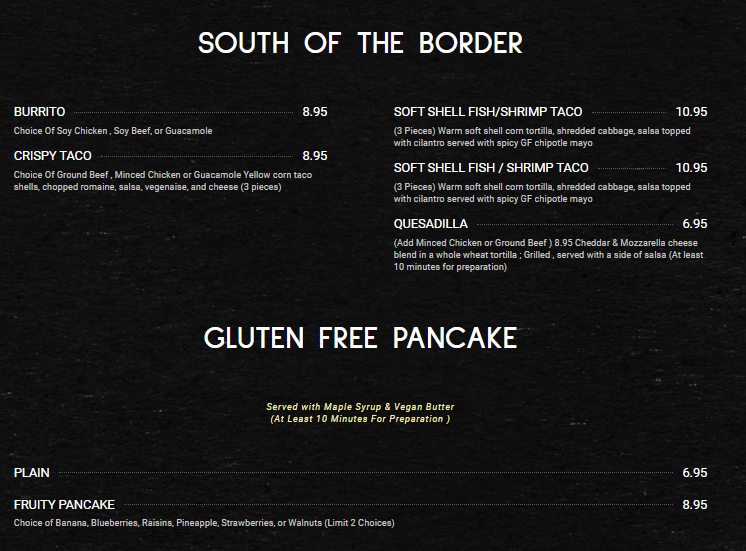 SOUTH OF THE BORDER
BURRITO 8.95
Choice Of Soy Chicken , Soy Beef, or Guacamole
CRISPY TACO 8.95
Choice Of Ground Beef , Minced Chicken or Guacamole Yellow corn taco
shells, chopped romaine, salsa, vegenaise, and cheese (3 pieces)
SOFT SHELL FISH/SHRIMP TACO 10.95
(3 Pieces) Warm soft shell corn tortilla, shredded cabbage, salsa topped
with cilantro served with spicy GF chipotle mayo
SOFT SHELL FISH / SHRIMP TACO 10.95
(3 Pieces) Warm soft shell corn tortilla, shredded cabbage, salsa topped
with cilantro served with spicy GF chipotle mayo
QUESADILLA 6.95
(Add Minced Chicken or Ground Beef ) 8.95 Cheddar & Mozzarella cheese
blend in a whole wheat tortilla ; Grilled , served with a side of salsa (At least
10 minutes for preparation)
GLUTEN FREE PANCAKE
Served with Maple Syrup & Vegan Butter
(At Least 10 Minutes For Preparation )
PLAIN 6.95
FRUITY PANCAKE 8.95
Choice of Banana, Blueberries, Raisins, Pineapple, Strawberries, or Walnuts (Limit 2 Choices)